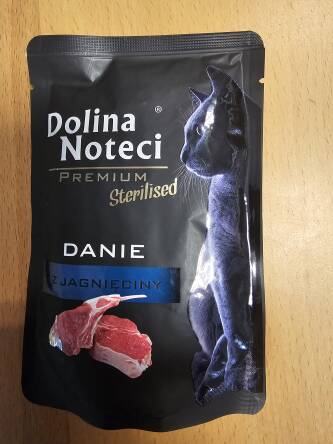 Dolina
Noteci®
PREMIUM
Sterilised
DANIE
Z JAGNIĘCINY